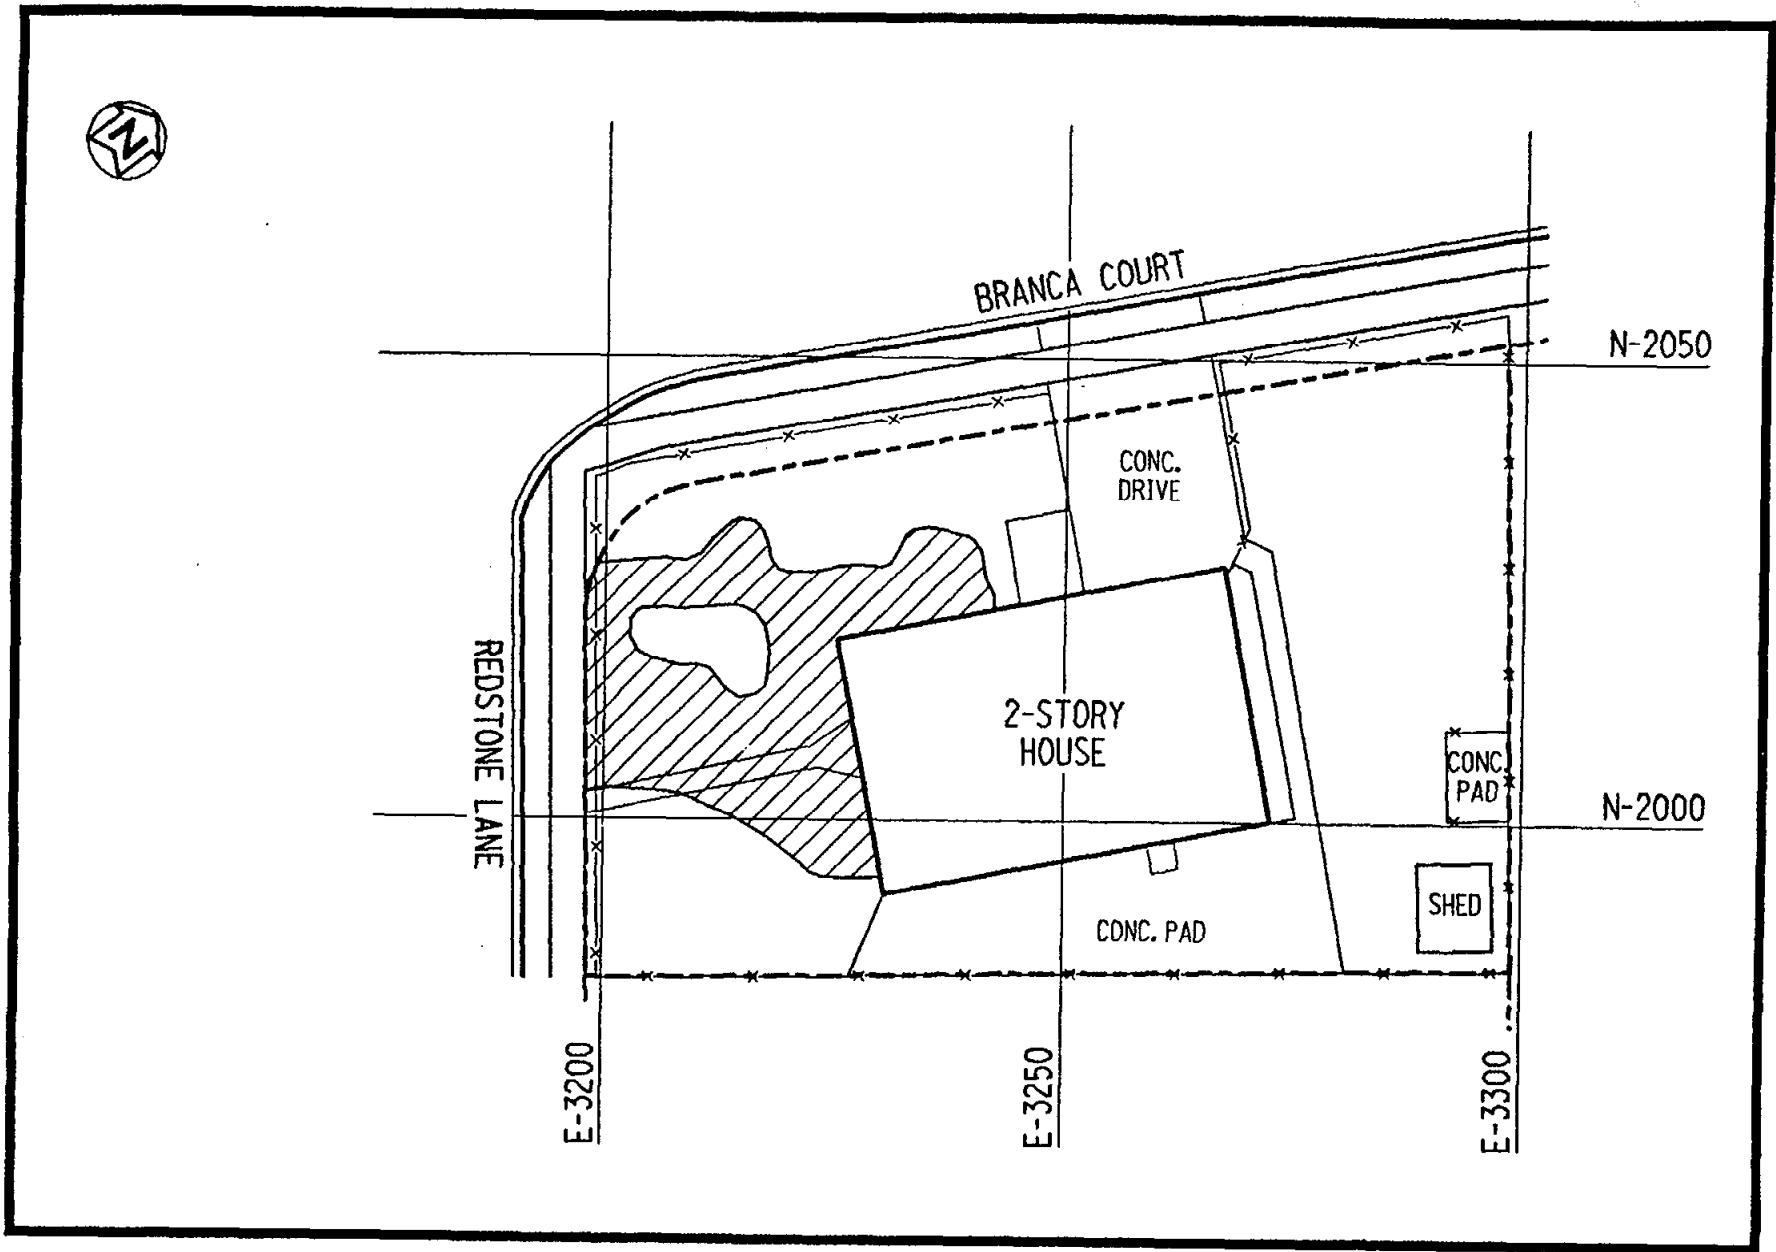 N
BRANCA COURT
N-2050
CONC.
DRIVE
REDSTONE LANE
2-STORY
HOUSE
CONC.
PAD
N-2000
SHED
CONC. PAD
E-3200
E-3250
E-3300